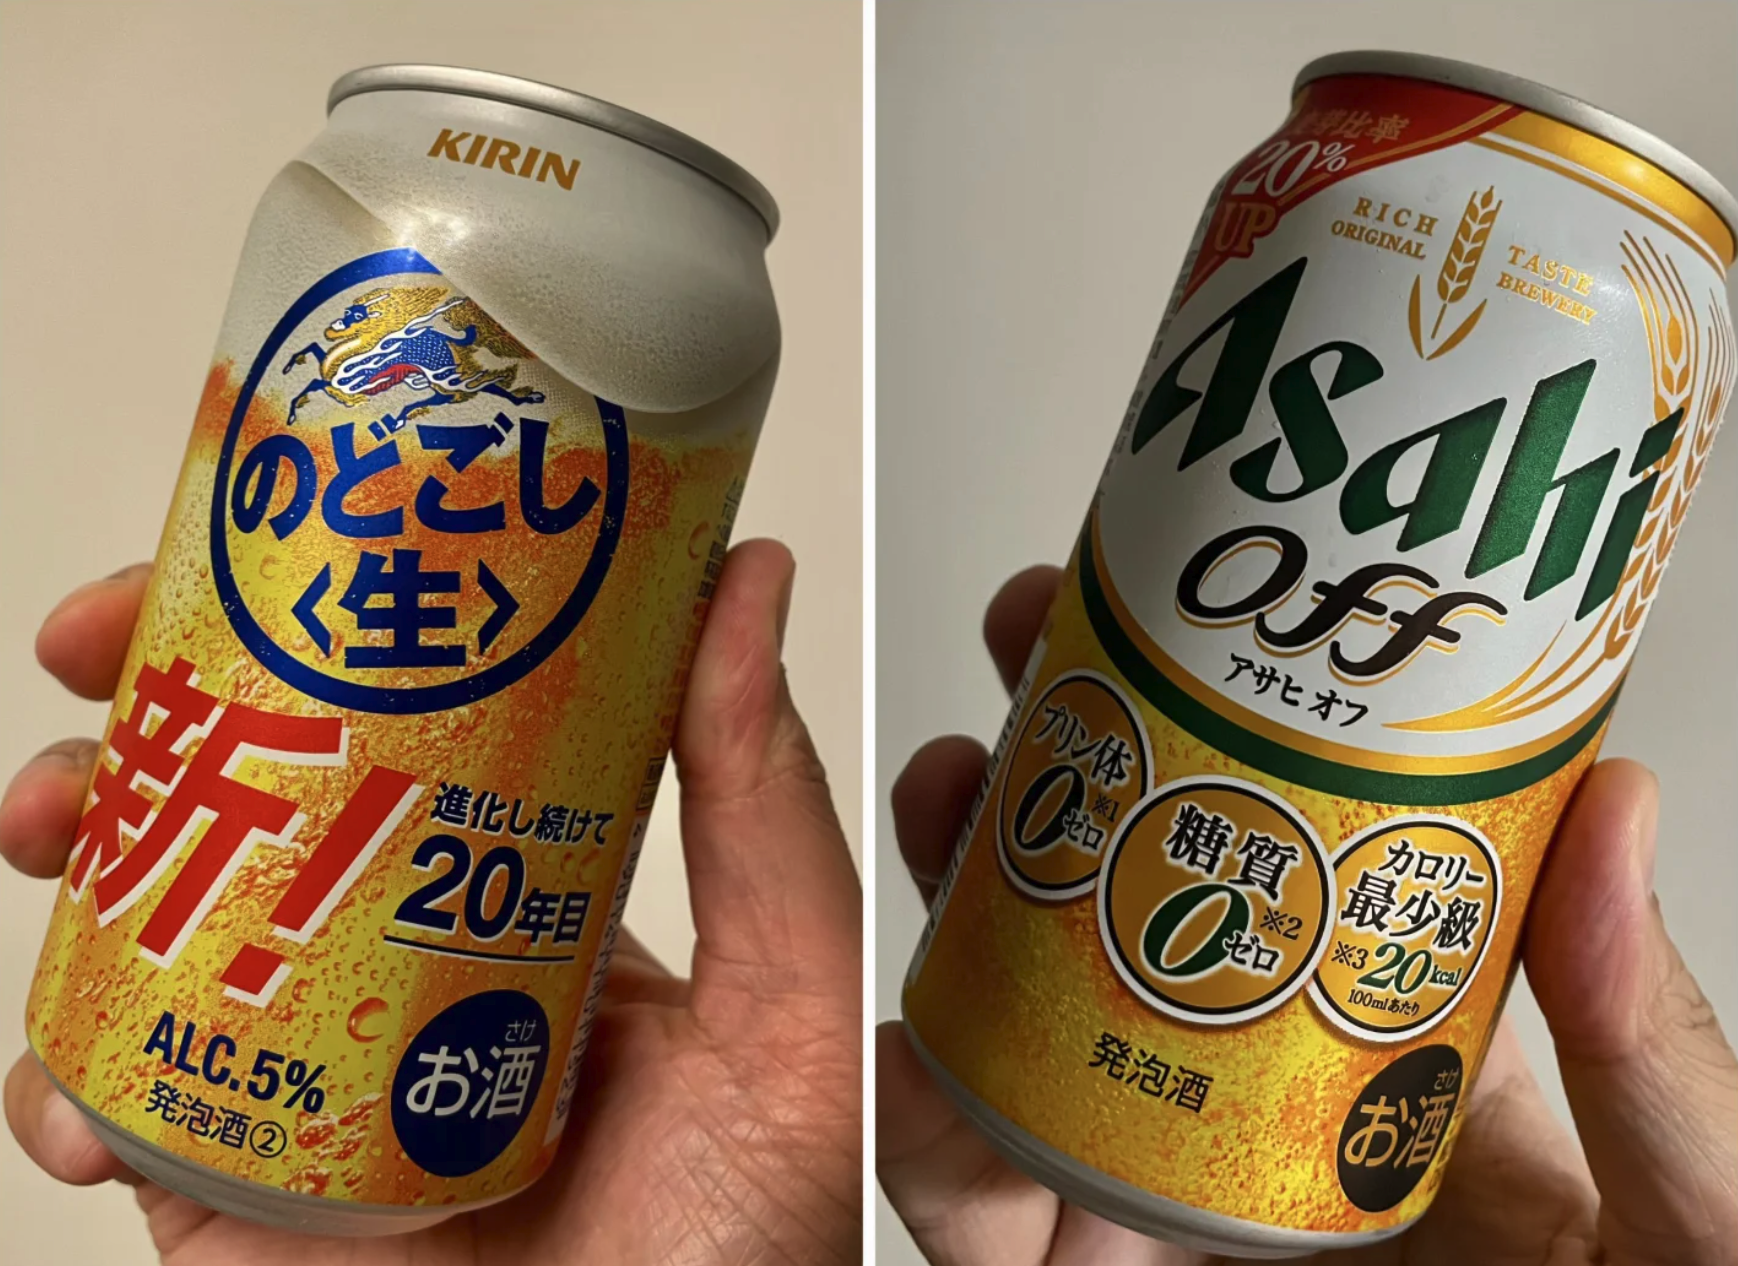 KIRIN
のどごし
〈生〉
新!
進化し続けて
20年目
ALC.5%
発泡酒②
さけ
お酒
芽比率
20%
UP
RICH
ORIGINAL
TASTE
BREWERY
Asahi
Off
アサヒ オフ
プリン体
0ゼロ※1
糖質
0ゼロ※2
カロリー
最少級
※3 20kcal
100mlあたり
発泡酒
さけ
お酒